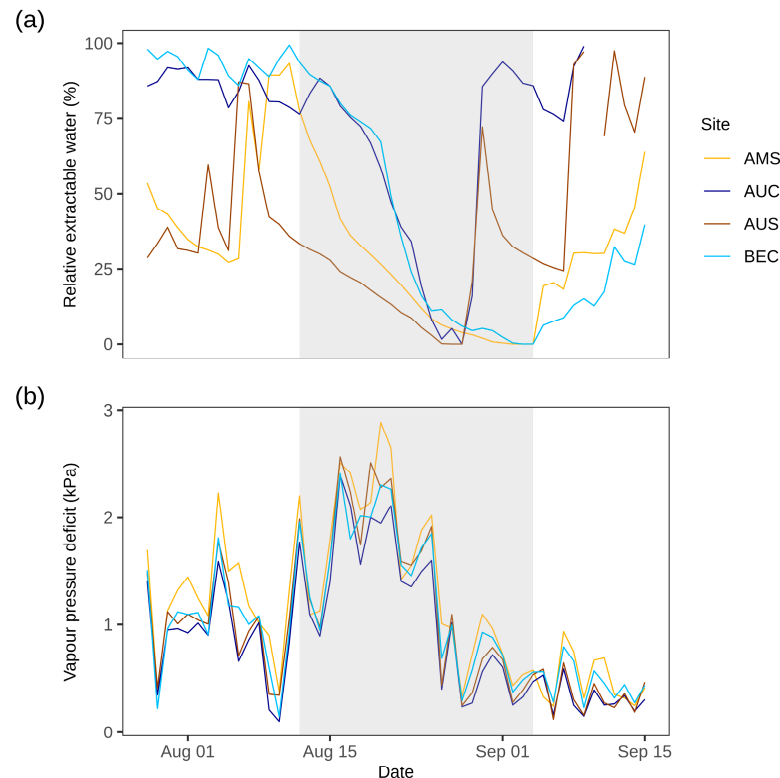 (a)
100
75
50
25
0
Relative extractable water (%)
Site
AMS
AUC
AUS
BEC
(b)
3
2
1
0
Vapour pressure deficit (kPa)
Aug 01 Aug 15 Sep 01 Sep 15
Date